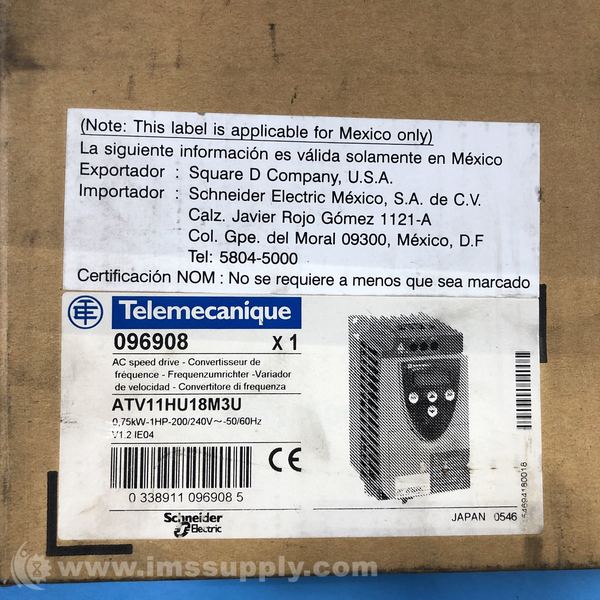 (Note: This label is applicable for Mexico only)
La siguiente información es válida solamente en México
Exportador : Square D Company, U.S.A.
Importador : Schneider Electric México, S.A. de C.V.
Calz. Javier Rojo Gómez 1121-A
Col. Gpe. del Moral 09300, México, D.F
Tel: 5804-5000
Certificación NOM : No se requiere a menos que sea marcado
Telemecanique
096908 x 1
AC speed drive - Convertisseur de
fréquence - Frequenzumrichter -Variador
de velocidad - Convertitore di frequenza
ATV11HU18M3U
0,75kW-1HP-200/240V~-50/60Hz
V1.2 IE04
CE
0 338911 096908 5
Schneider
Electric
JAPAN 0546
54694180018
www.imssupply.com